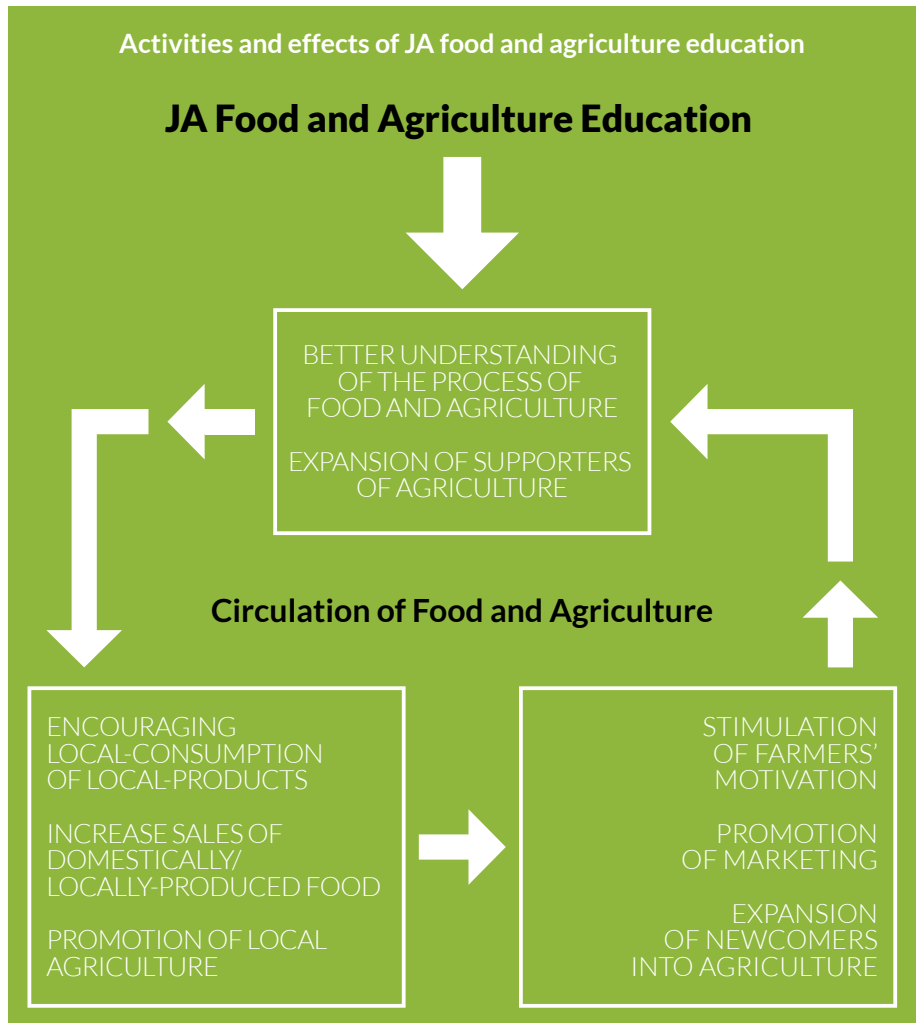 Activities and effects of JA food and agriculture education
JA Food and Agriculture Education
BETTER UNDERSTANDING
OF THE PROCESS OF
FOOD AND AGRICULTURE
EXPANSION OF SUPPORTERS
OF AGRICULTURE
Circulation of Food and Agriculture
ENCOURAGING
LOCAL-CONSUMPTION
OF LOCAL-PRODUCTS
INCREASE SALES OF
DOMESTICALLY/
LOCALLY-PRODUCED FOOD
PROMOTION OF LOCAL
AGRICULTURE
STIMULATION
OF FARMERS’
MOTIVATION
PROMOTION
OF MARKETING
EXPANSION
OF NEWCOMERS
INTO AGRICULTURE